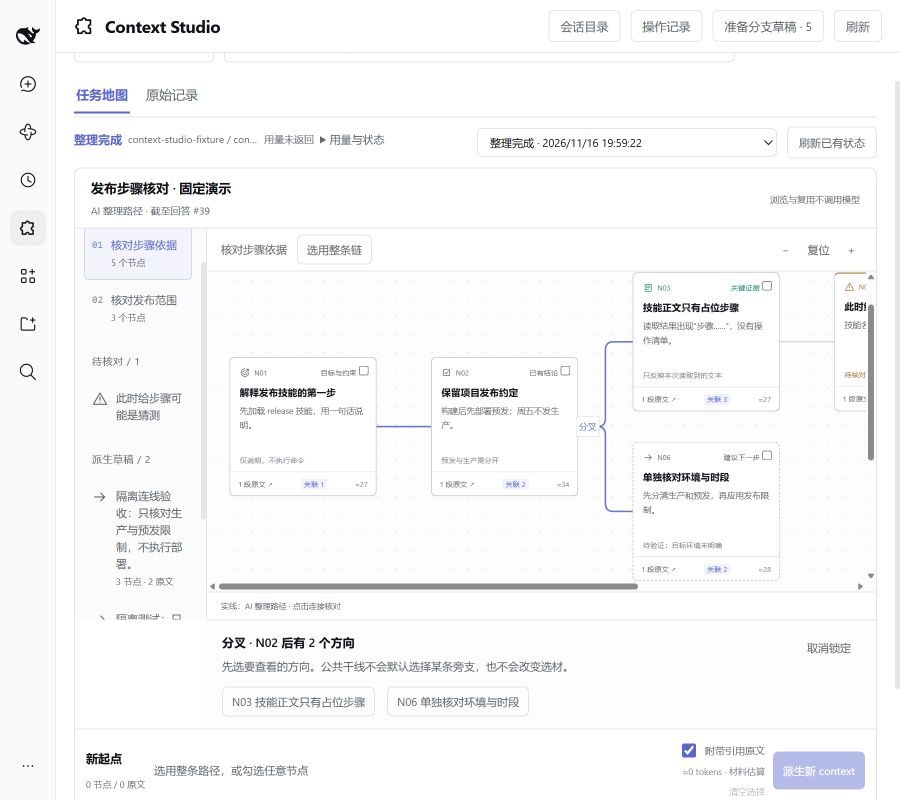 Context Studio
会话目录
操作记录
准备分支草稿 · 5
刷新
任务地图
原始记录
整理完成 context-studio-fixture / con... 用量未返回 ▶ 用量与状态
整理完成 · 2026/11/16 19:59:22
刷新已有状态
发布步骤核对 · 固定演示
AI 整理路径 · 截至回答 #39
浏览与复用不调用模型
01 核对步骤依据
5 个节点
02 核对发布范围
3 个节点
待核对 / 1
此时给步骤可
能是猜测
派生草稿 / 2
隔离连线验
收：只核对生
产与预发限
制，不执行部
署。
3 节点 · 2 原文
核对步骤依据
选用整条链
− 复位 +
N01 目标与约束
解释发布技能的第一步
先加载 release 技能，用一句话说
明。
仅说明，不执行命令
1 段原文 ↗ 关联 1 ≈27
N02 已有结论
保留项目发布约定
构建后先部署预发；周五不发生
产。
预发与生产需分开
1 段原文 ↗ 关联 2 ≈34
分叉
N03 关键证据
技能正文只有占位步骤
读取结果出现“步骤……”，没有操
作清单。
只反映本次读取到的文本
1 段原文 ↗ 关联 3 ≈27
N06 建议下一步
单独核对环境与时段
先分清生产和预发，再应用发布限
制。
待验证：目标环境未明确
1 段原文 ↗ 关联 2 ≈28
此时
技能
待核对
1 段原
实线：AI 整理路径 · 点击连接核对
分叉 · N02 后有 2 个方向
先选要查看的方向。公共干线不会默认选择某条旁支，也不会改变选材。
取消锁定
N03 技能正文只有占位步骤
N06 单独核对环境与时段
新起点
0 节点 / 0 原文
选用整条路径，或勾选任意节点
附带引用原文
≈0 tokens · 材料估算
清空选择
派生新 context